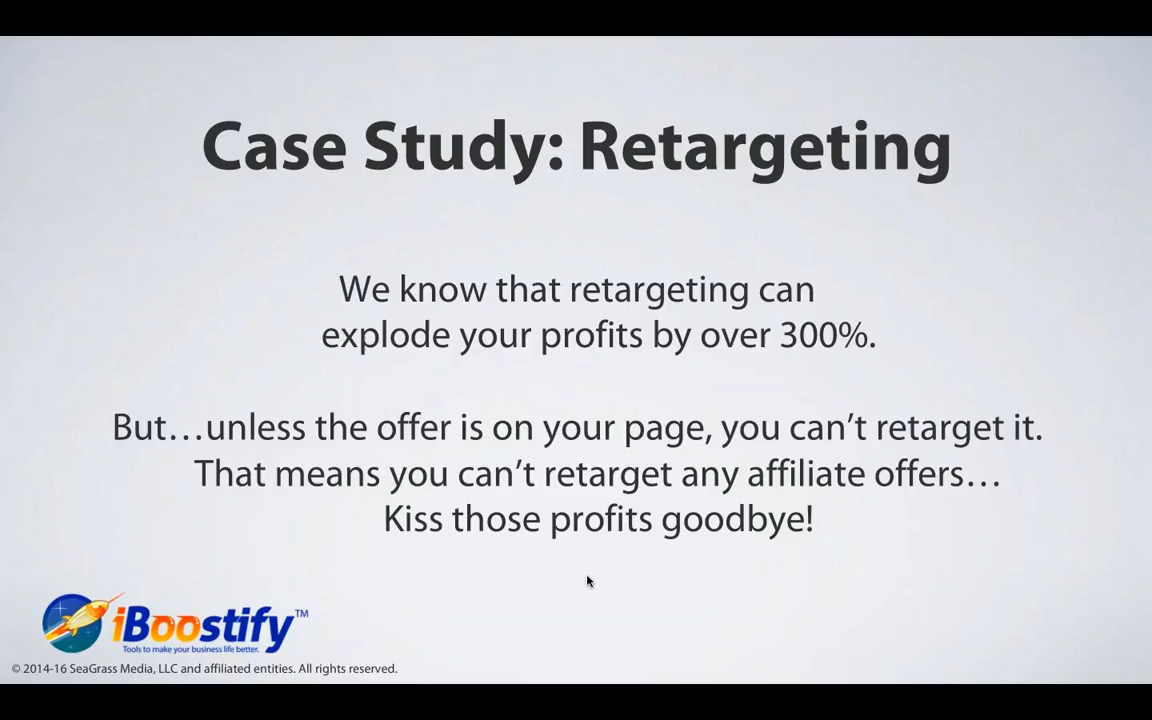 Case Study: Retargeting
We know that retargeting can
explode your profits by over 300%.
But…unless the offer is on your page, you can’t retarget it.
That means you can’t retarget any affiliate offers…
Kiss those profits goodbye!
iBoostify™
Tools to make your business life better.
© 2014-16 SeaGrass Media, LLC and affiliated entities. All rights reserved.